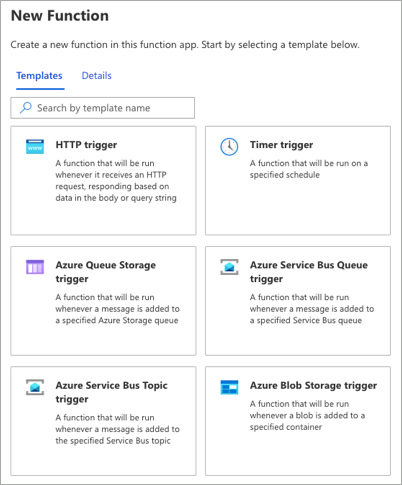 New Function
Create a new function in this function app. Start by selecting a template below.
Templates
Details
Search by template name
WWW
HTTP trigger
A function that will be run
whenever it receives an HTTP
request, responding based on
data in the body or query string
Timer trigger
A function that will be run on a
specified schedule
Azure Queue Storage
trigger
A function that will be run
whenever a message is added to
a specified Azure Storage queue
Azure Service Bus Queue
trigger
A function that will be run
whenever a message is added to
a specified Service Bus queue
Azure Service Bus Topic
trigger
A function that will be run
whenever a message is added to
the specified Service Bus topic
Azure Blob Storage trigger
A function that will be run
whenever a blob is added to a
specified container